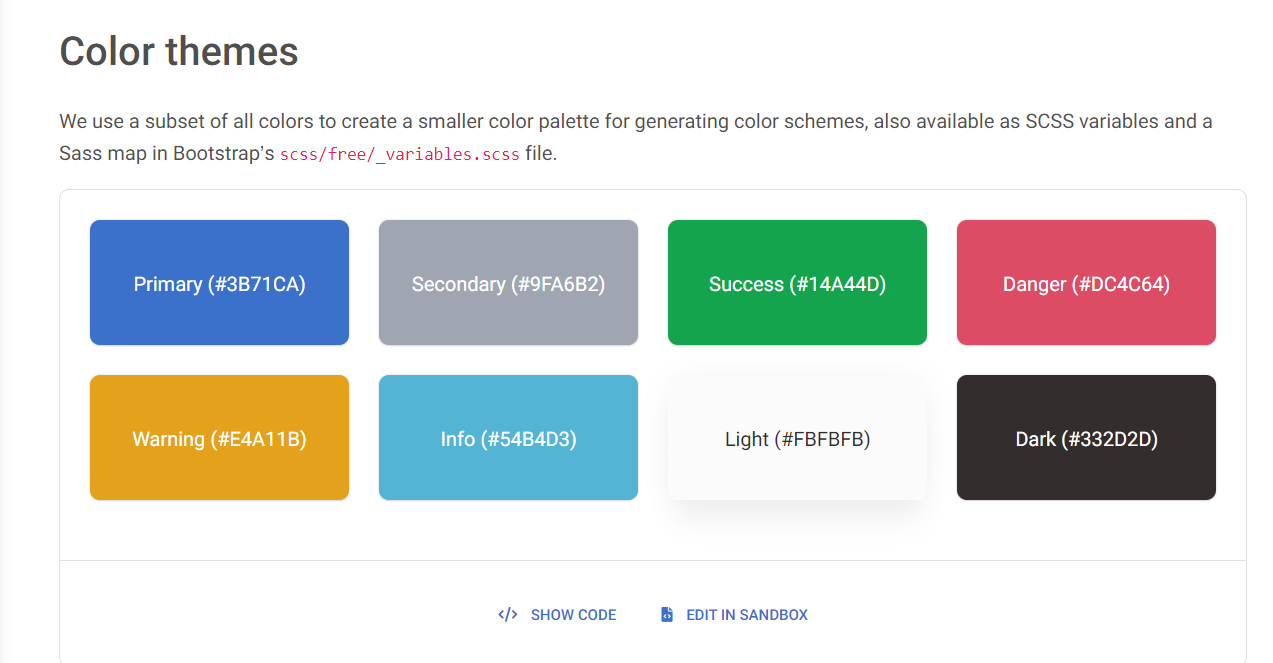 Color themes
We use a subset of all colors to create a smaller color palette for generating color schemes, also available as SCSS variables and a
Sass map in Bootstrap’s scss/free/_variables.scss file.
Primary (#3B71CA)
Secondary (#9FA6B2)
Success (#14A44D)
Danger (#DC4C64)
Warning (#E4A11B)
Info (#54B4D3)
Light (#FBFBFB)
Dark (#332D2D)
</> SHOW CODE
EDIT IN SANDBOX